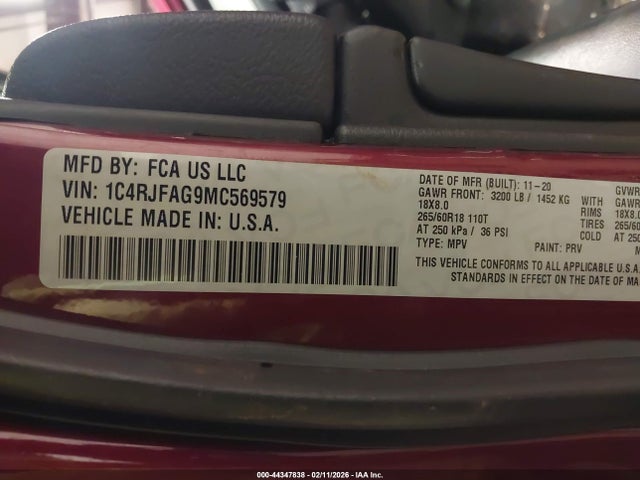 MFD BY: FCA US LLC
VIN: 1C4RJFAG9MC569579
VEHICLE MADE IN: U.S.A.
DATE OF MFR (BUILT): 11-20 GVWR
GAWR FRONT: 3200 LB / 1452 KG WITH
18X8.0 RIMS 18X8.
265/60R18 110T TIRES 265/60
AT 250 kPa / 36 PSI COLD AT 250
TYPE: MPV PAINT: PRV M
THIS VEHICLE CONFORMS TO ALL APPLICABLE U.S.A.
STANDARDS IN EFFECT ON THE DATE OF MA
000-44347838 - 02/11/2026 - IAA Inc.